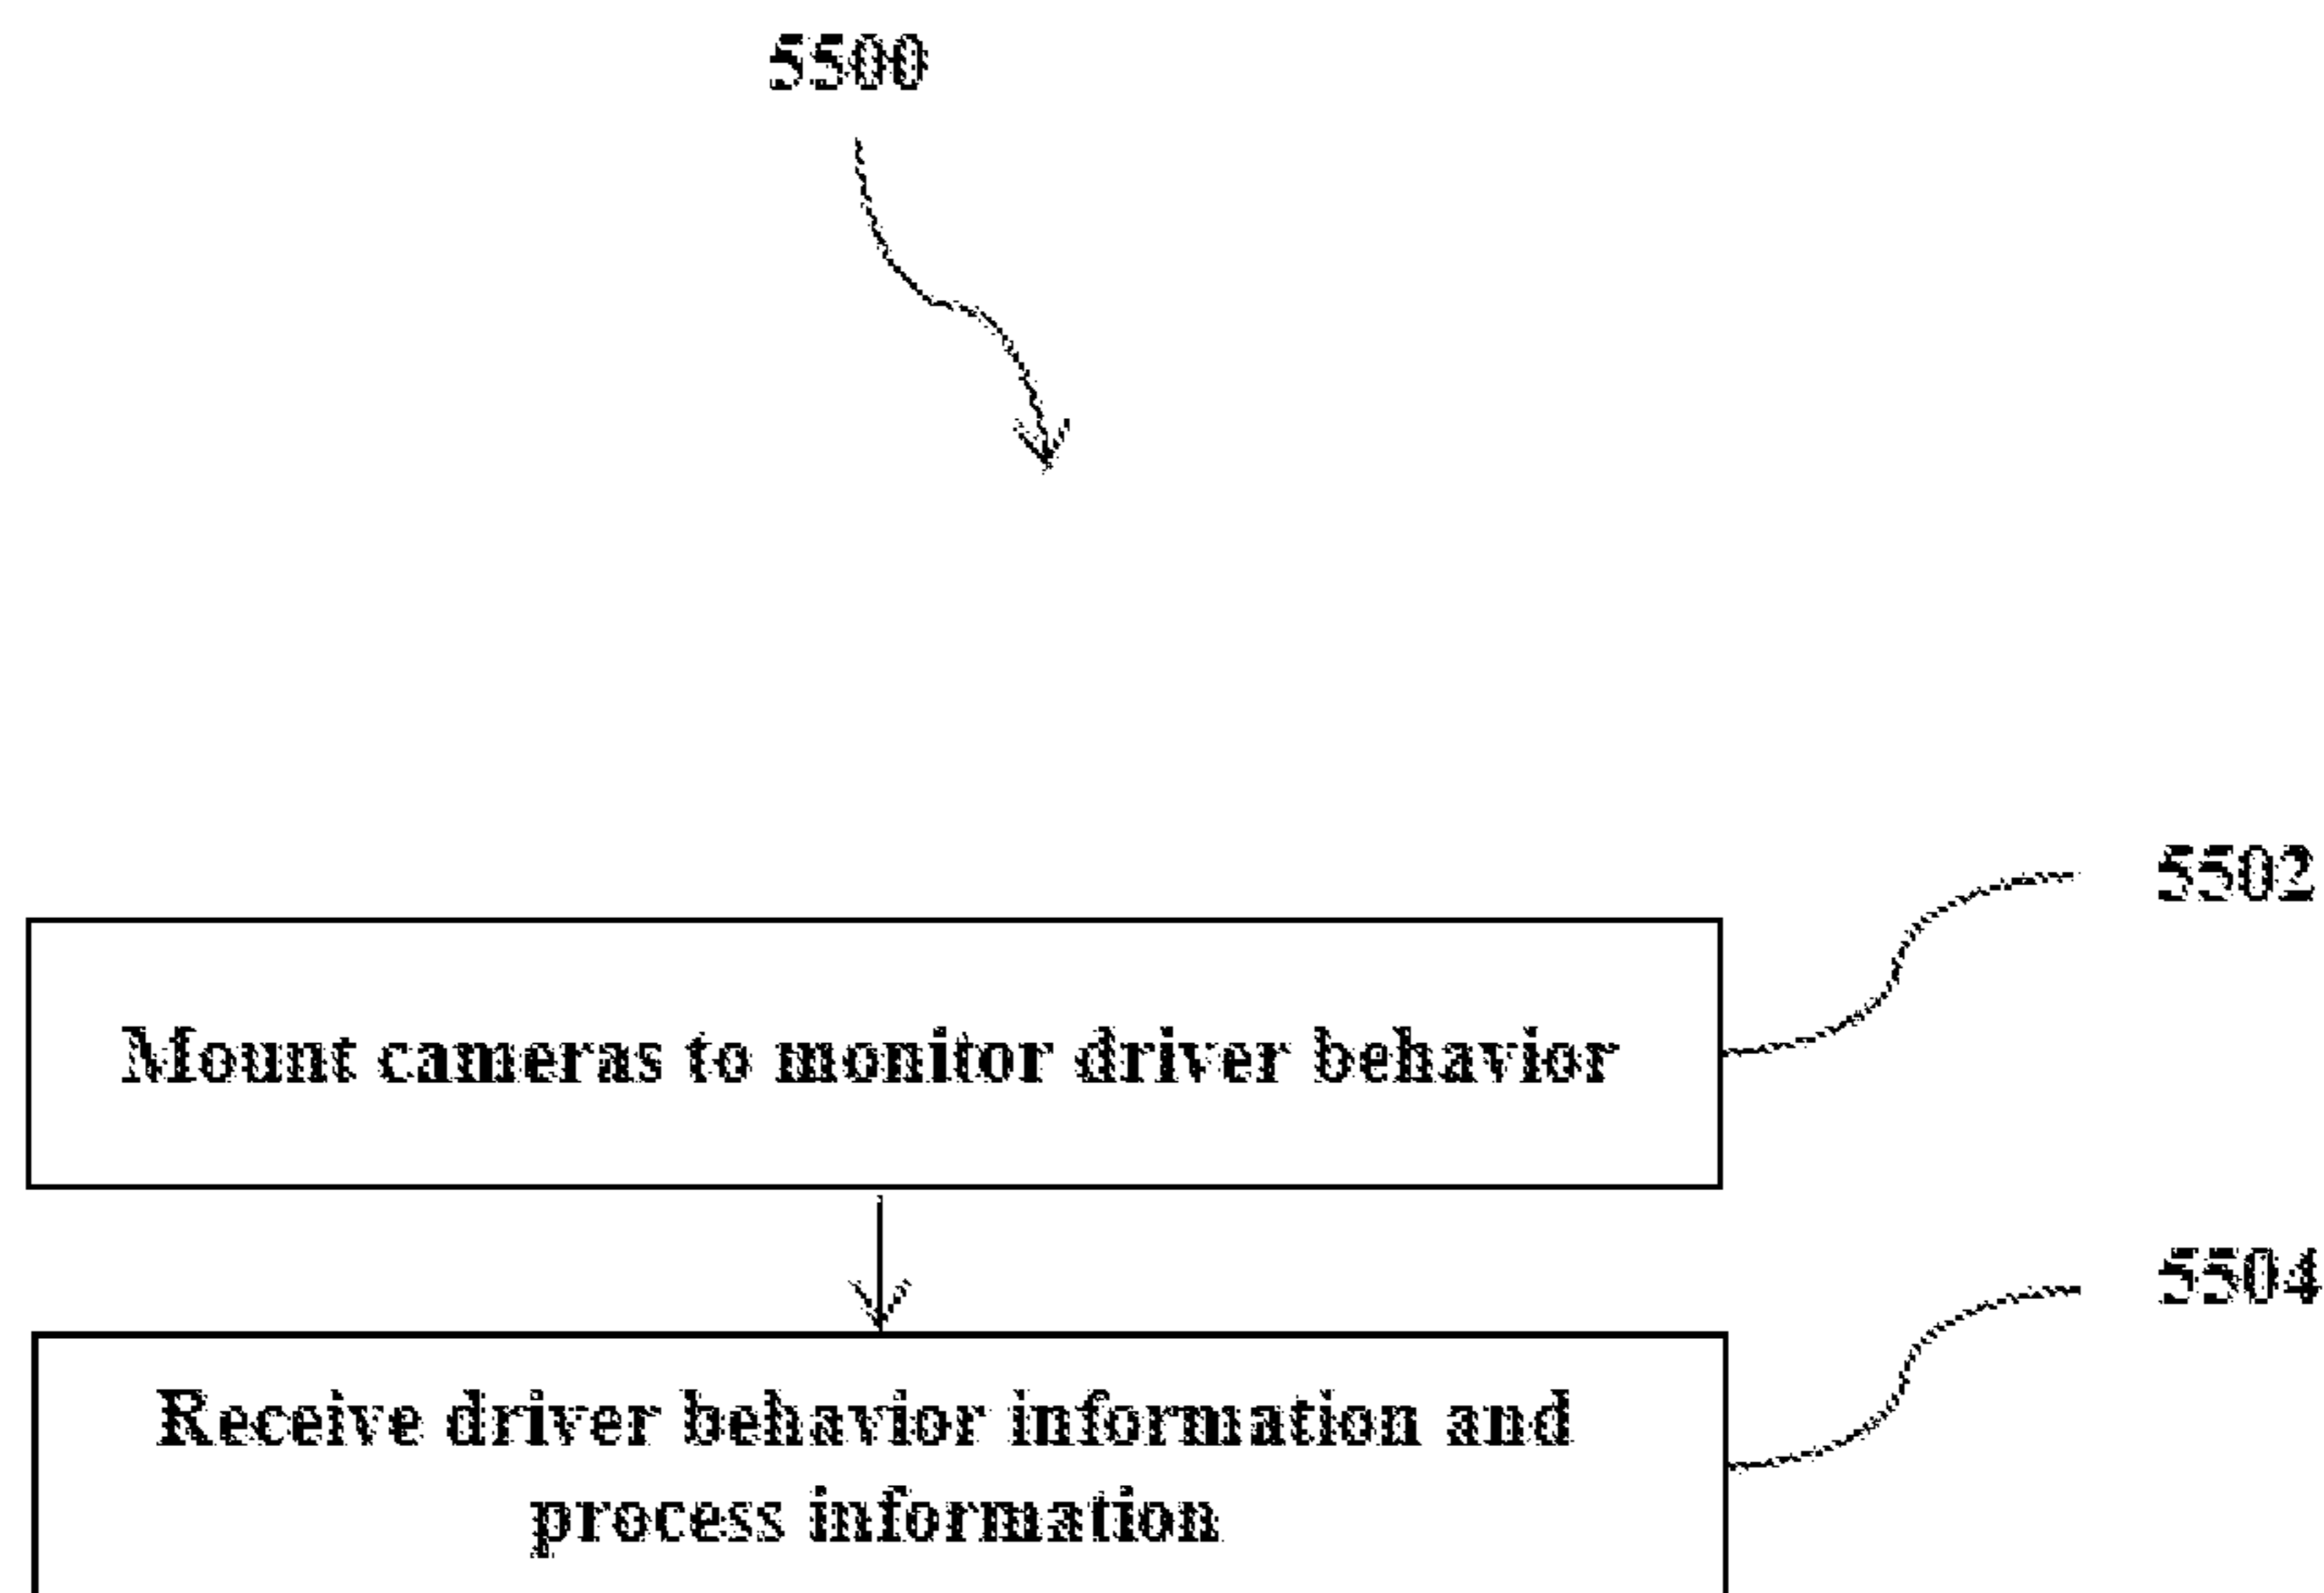 5500
5502
Mount cameras to monitor driver behavior
5504
Receive driver behavior information and
process information